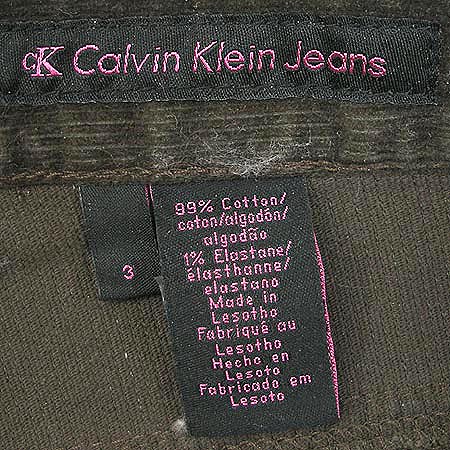 cK Calvin Klein Jeans
3
99% Cotton/
coton/algodón/
algodão
1% Elastane/
élasthanne/
elastano
Made in
Lesotho
Fabriqué au
Lesotho
Hecho en
Lesoto
Fabricado em
Lesoto